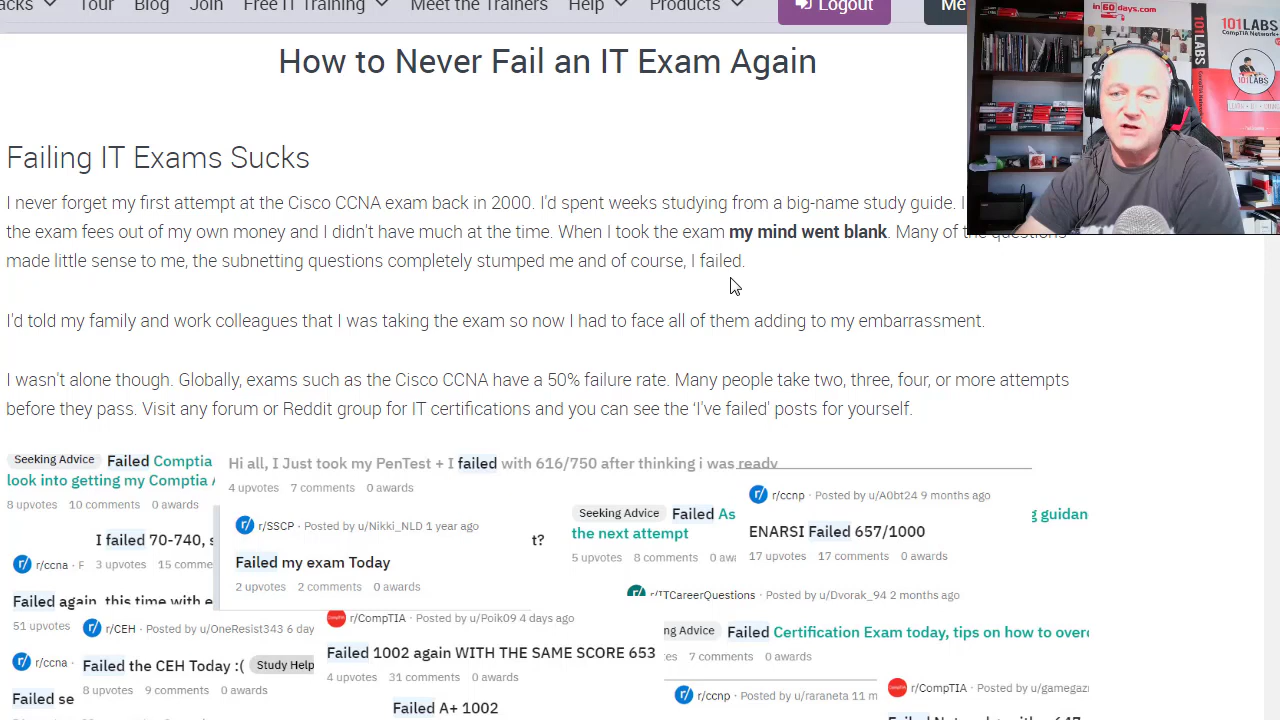 Tour Blog Join Free IT Training Meet the Trainers Help Products Logout
How to Never Fail an IT Exam Again
in60days.com
101LABS
101LABS
Failing IT Exams Sucks
I never forget my first attempt at the Cisco CCNA exam back in 2000. I'd spent weeks studying from a big-name study guide. I
the exam fees out of my own money and I didn't have much at the time. When I took the exam my mind went blank. Many of the questions
made little sense to me, the subnetting questions completely stumped me and of course, I failed.
I'd told my family and work colleagues that I was taking the exam so now I had to face all of them adding to my embarrassment.
I wasn't alone though. Globally, exams such as the Cisco CCNA have a 50% failure rate. Many people take two, three, four, or more attempts
before they pass. Visit any forum or Reddit group for IT certifications and you can see the 'I've failed' posts for yourself.
Seeking Advice Failed Comptia
look into getting my Comptia
8 upvotes 10 comments 0 awards
Hi all, I Just took my PenTest + I failed with 616/750 after thinking i was ready
4 upvotes 7 comments 0 awards
r/SSCP · Posted by u/Nikki_NLD 1 year ago
Failed my exam Today
2 upvotes 2 comments 0 awards
t?
Seeking Advice Failed As
the next attempt
5 upvotes 8 comments 0
r/ccnp · Posted by u/A0bt24 9 months ago
ENARSI Failed 657/1000
17 upvotes 17 comments 0 awards
guidan
I failed 70-740,
r/ccna
3 upvotes 15
Failed again, this time with
51 upvotes
r/CEH · Posted by u/OneResist343 6
Failed the CEH Today :( Study Help
8 upvotes 9 comments 0 awards
r/ccna
Failed se
r/CompTIA · Posted by u/Poik09 4 days ago
Failed 1002 again WITH THE SAME SCORE 653
4 upvotes 31 comments 0 awards
Failed A+ 1002
r/ITCareerQuestions · Posted by u/Dvorak_94 2 months ago
Advice Failed Certification Exam today, tips on how to
7 comments 0 awards
r/ccnp · Posted by u/raraneta 11
r/CompTIA · Posted by u/gamegaz